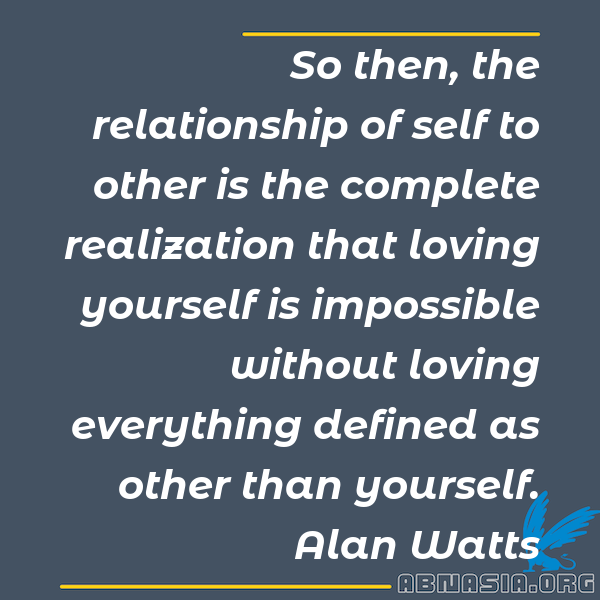 So then, the
relationship of self to
other is the complete
realization that loving
yourself is impossible
without loving
everything defined as
other than yourself.
Alan Watts
ABNASIA.ORG